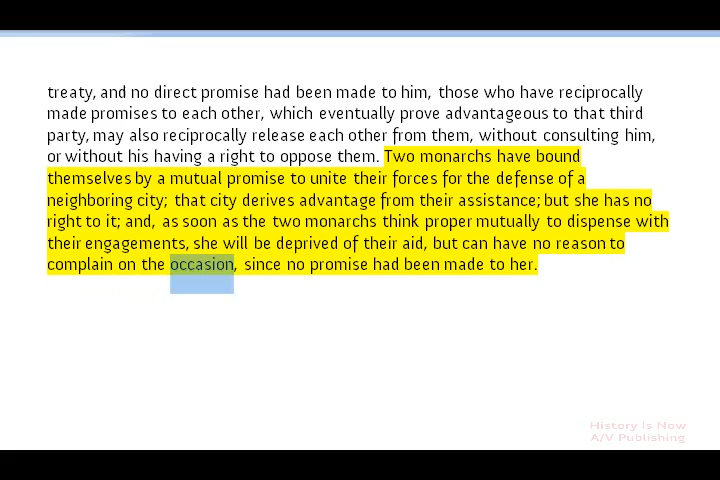 treaty, and no direct promise had been made to him, those who have reciprocally
made promises to each other, which eventually prove advantageous to that third
party, may also reciprocally release each other from them, without consulting him,
or without his having a right to oppose them. Two monarchs have bound
themselves by a mutual promise to unite their forces for the defense of a
neighboring city; that city derives advantage from their assistance; but she has no
right to it; and, as soon as the two monarchs think proper mutually to dispense with
their engagements, she will be deprived of their aid, but can have no reason to
complain on the occasion, since no promise had been made to her.
History Is Now
A/V Publishing